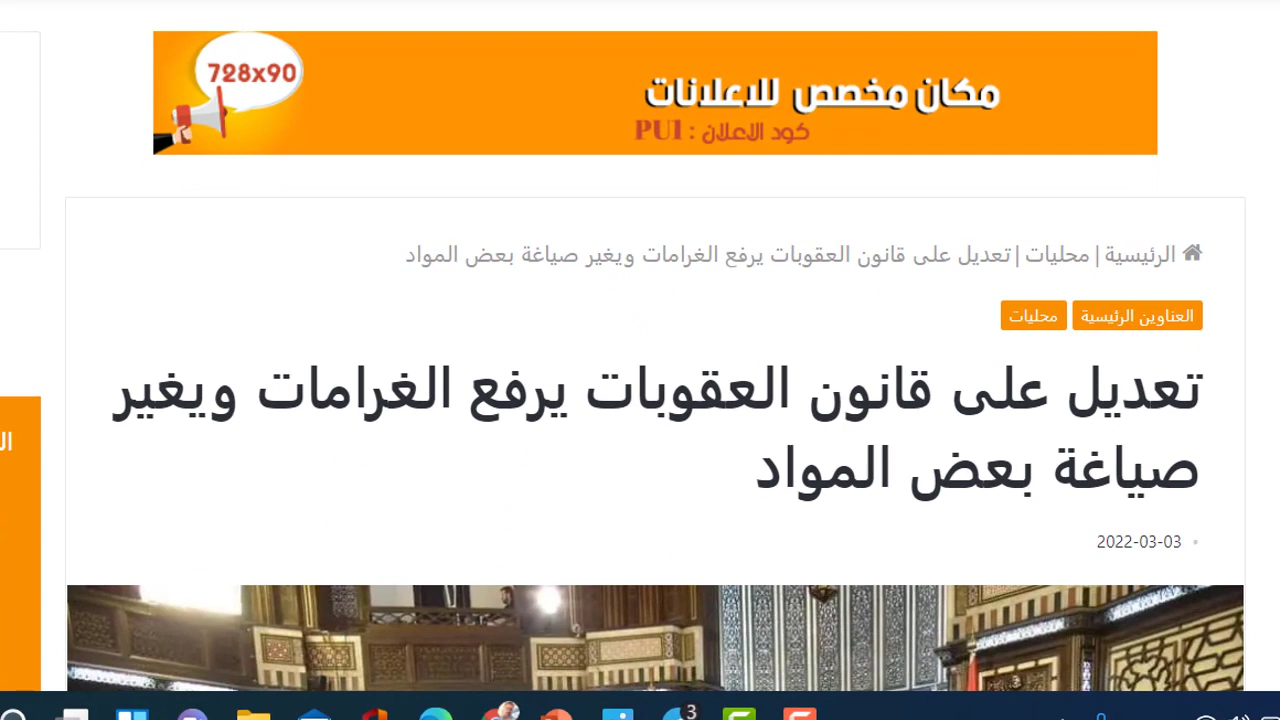 728x90
مكان مخصص للاعلانات
كود الاعلان : PU1
الرئيسية | محليات | تعديل على قانون العقوبات يرفع الغرامات ويغير صياغة بعض المواد
العناوين الرئيسية
محليات
تعديل على قانون العقوبات يرفع الغرامات ويغير
صياغة بعض المواد
2022-03-03
3